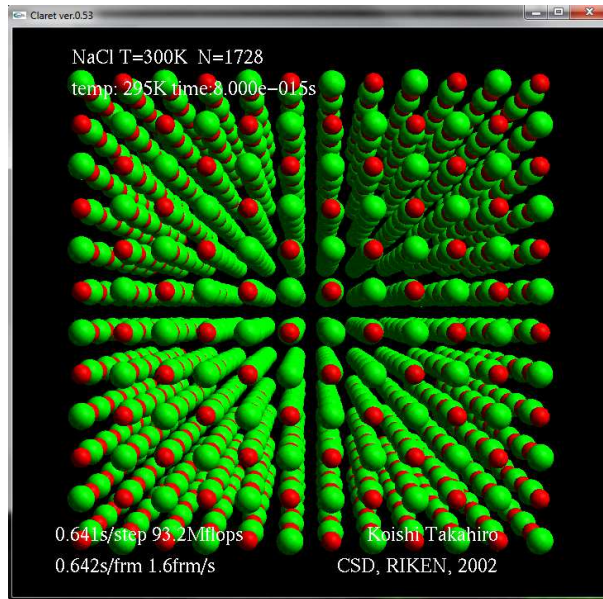 Claret ver.0.53
NaCl T=300K N=1728
temp: 295K time:8.000e-015s
0.641s/step 93.2Mflops
Koishi Takahiro
0.642s/frm 1.6frm/s
CSD, RIKEN, 2002